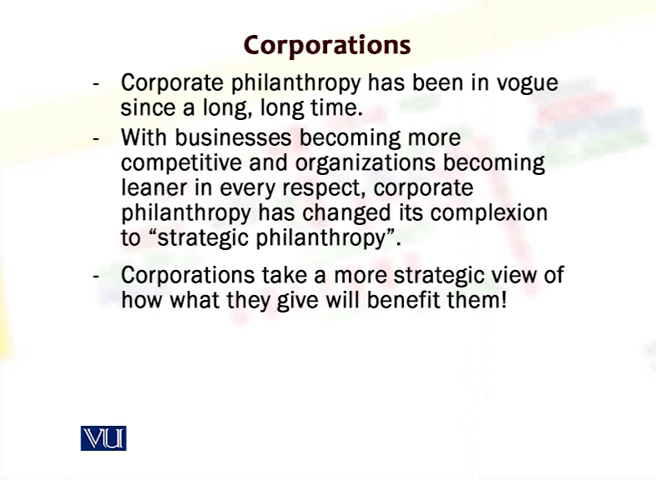 Corporations
- Corporate philanthropy has been in vogue
since a long, long time.
- With businesses becoming more
competitive and organizations becoming
leaner in every respect, corporate
philanthropy has changed its complexion
to “strategic philanthropy”.
- Corporations take a more strategic view of
how what they give will benefit them!
VU